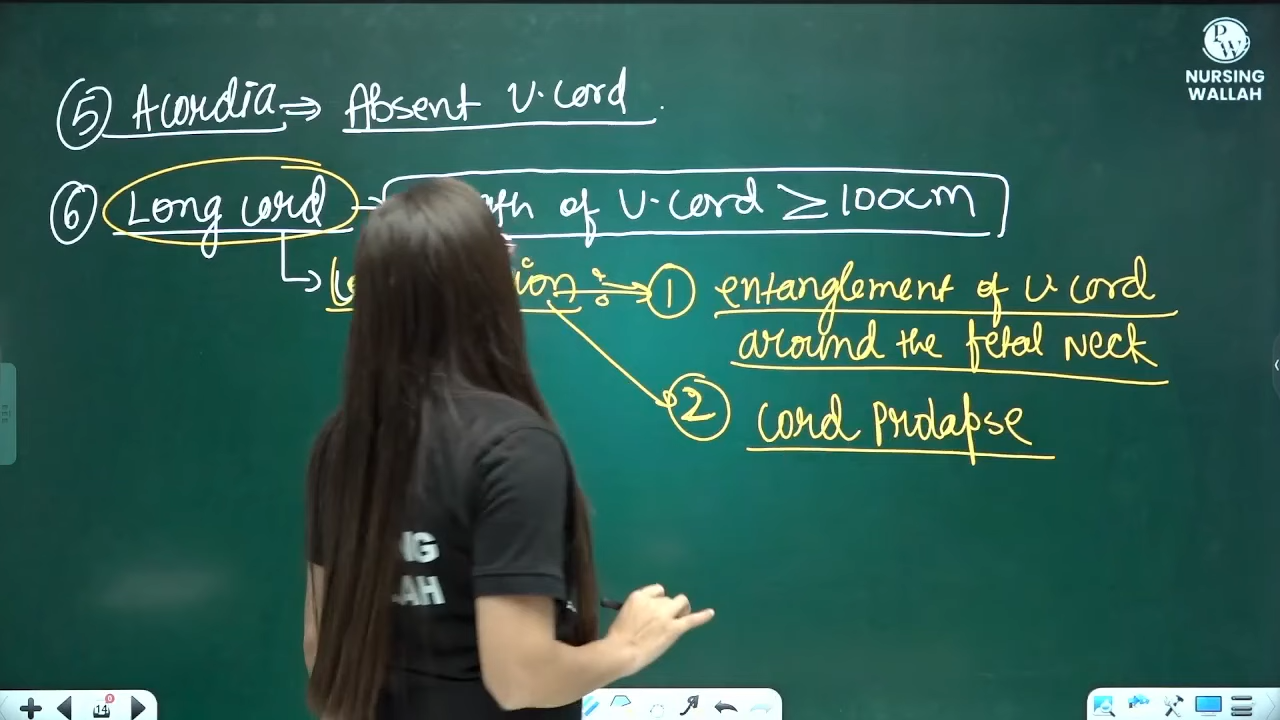 ⑤ Acordia ⇒ Absent U.cord.
⑥ Long cord → of U.cord ≥ 100cm
① entanglement of U.cord
around the fetal Neck
② cord Prolapse
PW
NURSING
WALLAH
14